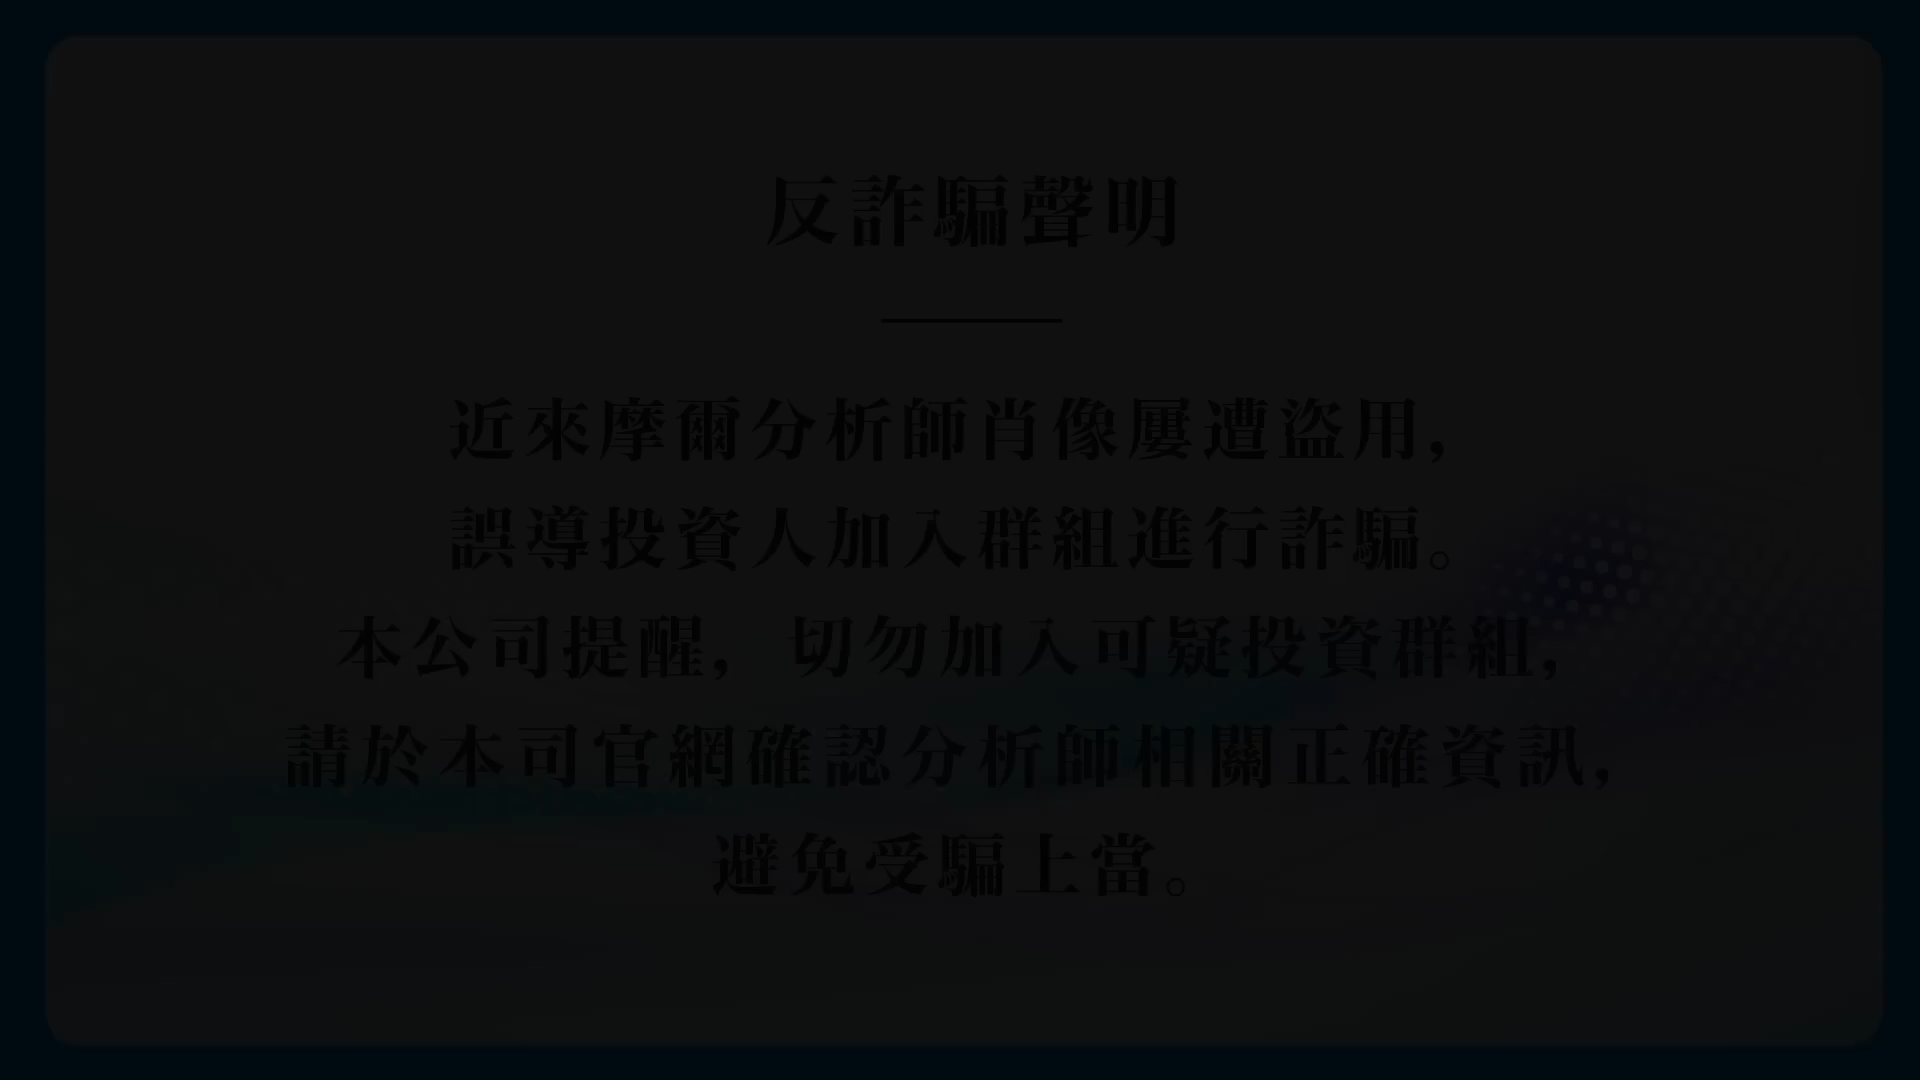 反詐騙聲明
近來摩爾分析師肖像屢遭盜用，
誤導投資人加入群組進行詐騙。
本公司提醒，切勿加入可疑投資群組，
請於本司官網確認分析師相關正確資訊，
避免受騙上當。